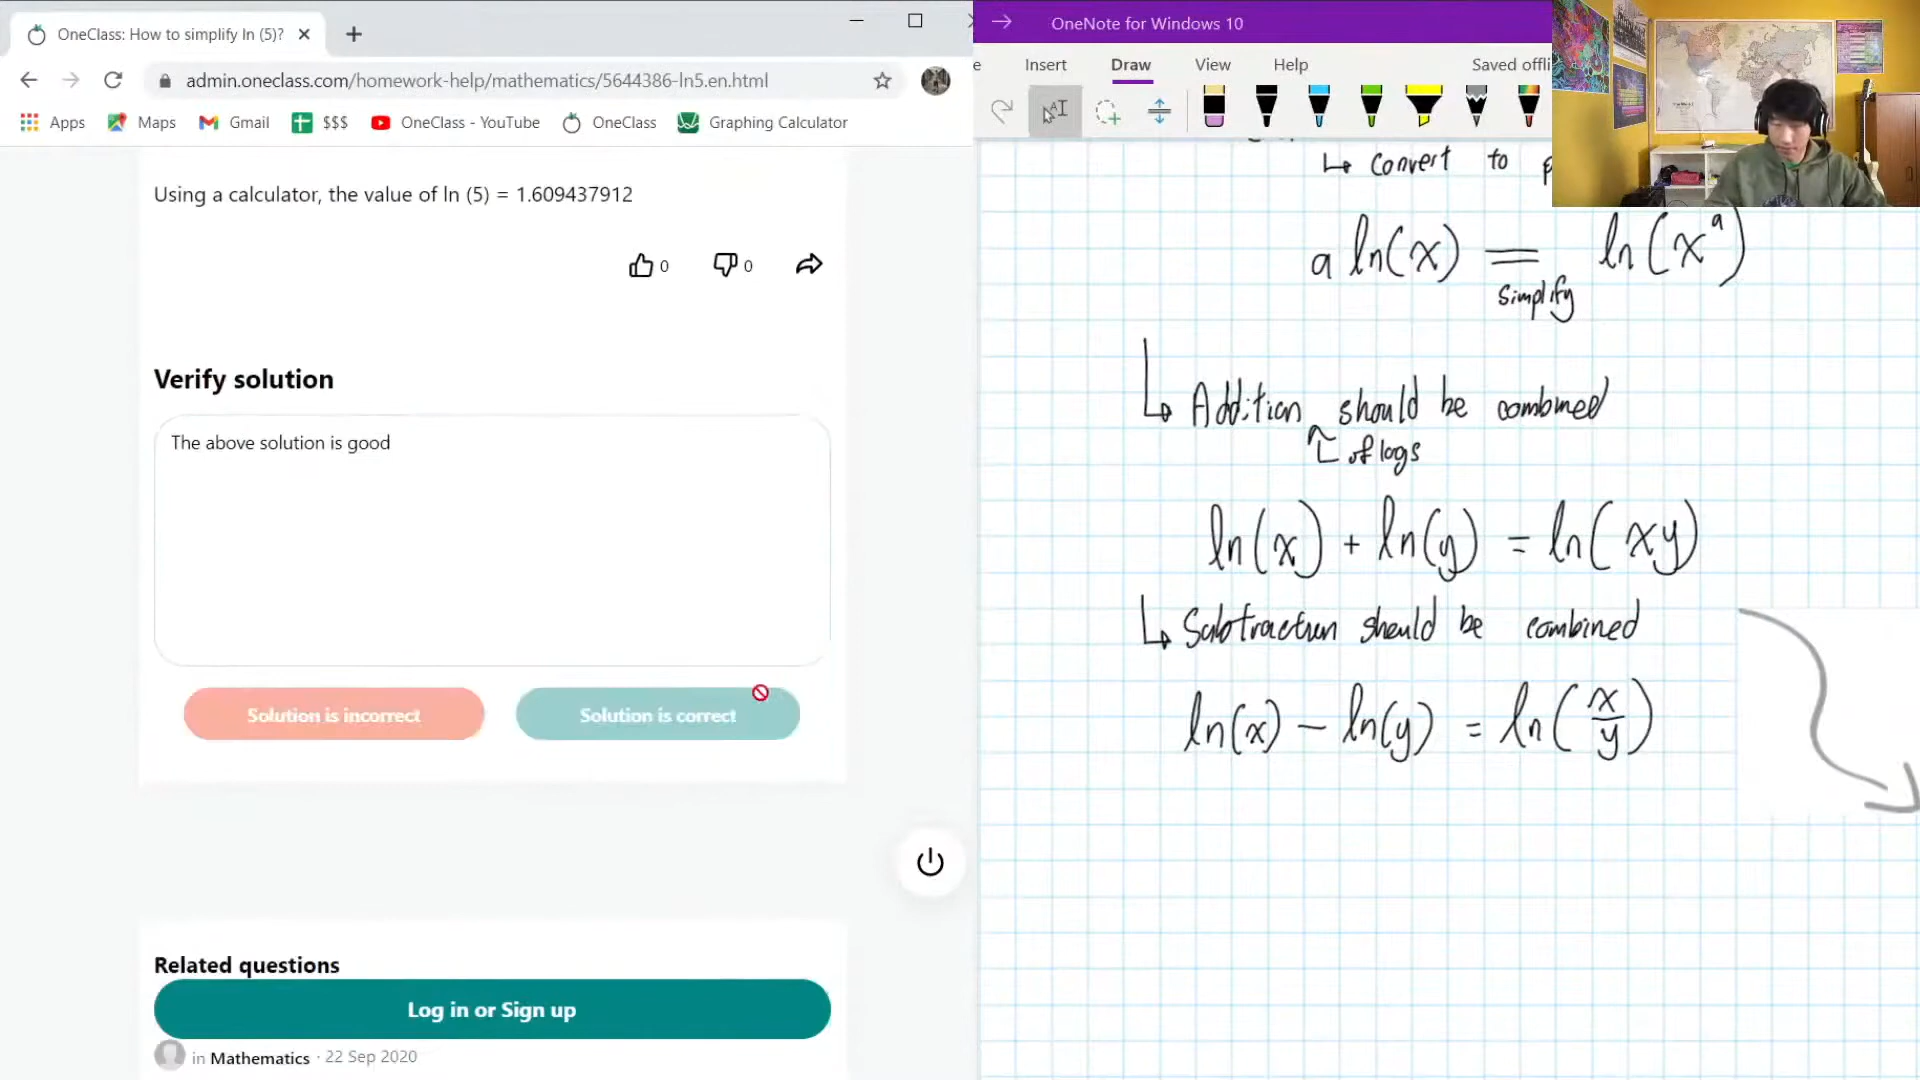 OneClass: How to simplify ln (5)?
admin.oneclass.com/homework-help/mathematics/5644386-ln5.en.html
Apps Maps Gmail $$$ OneClass - YouTube OneClass Graphing Calculator
Using a calculator, the value of ln (5) = 1.609437912
0 0
Verify solution
The above solution is good
Solution is incorrect Solution is correct
Related questions
Log in or Sign up
in Mathematics · 22 Sep 2020
OneNote for Windows 10
Insert Draw View Help Saved offli
↳ Convert to p
a ln(x) = ln(x^a)
simplify
↳ Addition should be combined
of logs
ln(x) + ln(y) = ln(xy)
↳ Subtraction should be combined
ln(x) - ln(y) = ln(x/y)